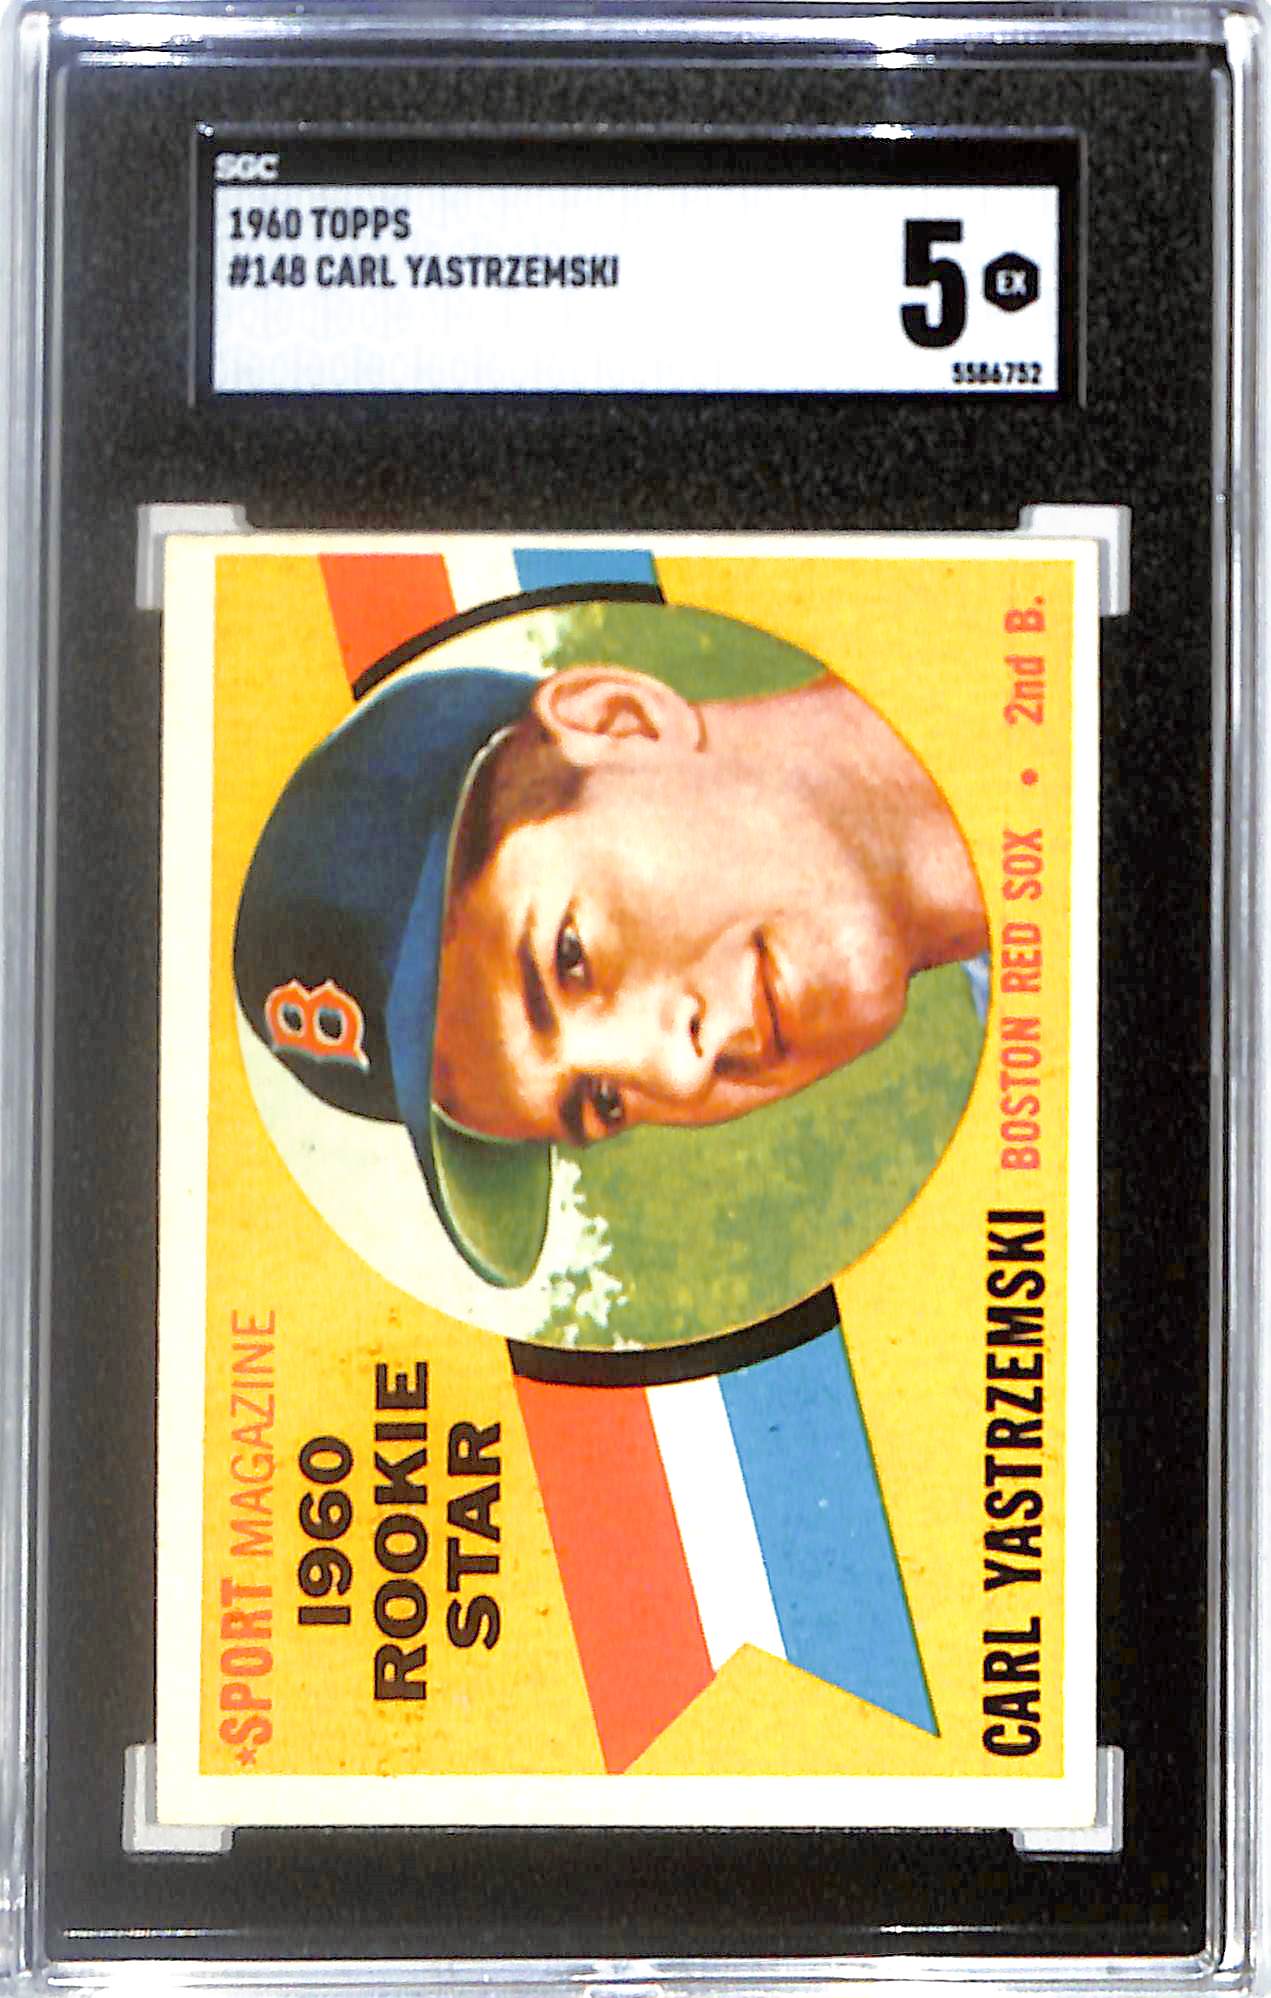 SGC
1960 TOPPS
#148 CARL YASTRZEMSKI
5 EX
5586752
*SPORT MAGAZINE
1960
ROOKIE
STAR
B
CARL YASTRZEMSKI BOSTON RED SOX • 2nd B.